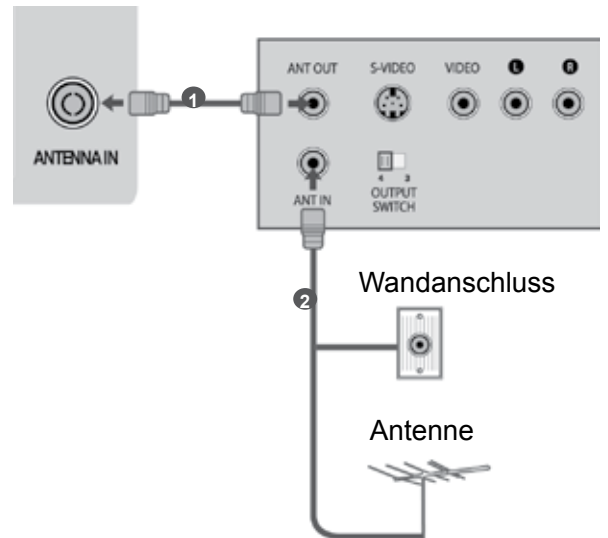 ANT OUT S-VIDEO VIDEO L R
1
ANTENNA IN
ANT IN
4 3
OUTPUT
SWITCH
2
Wandanschluss
Antenne